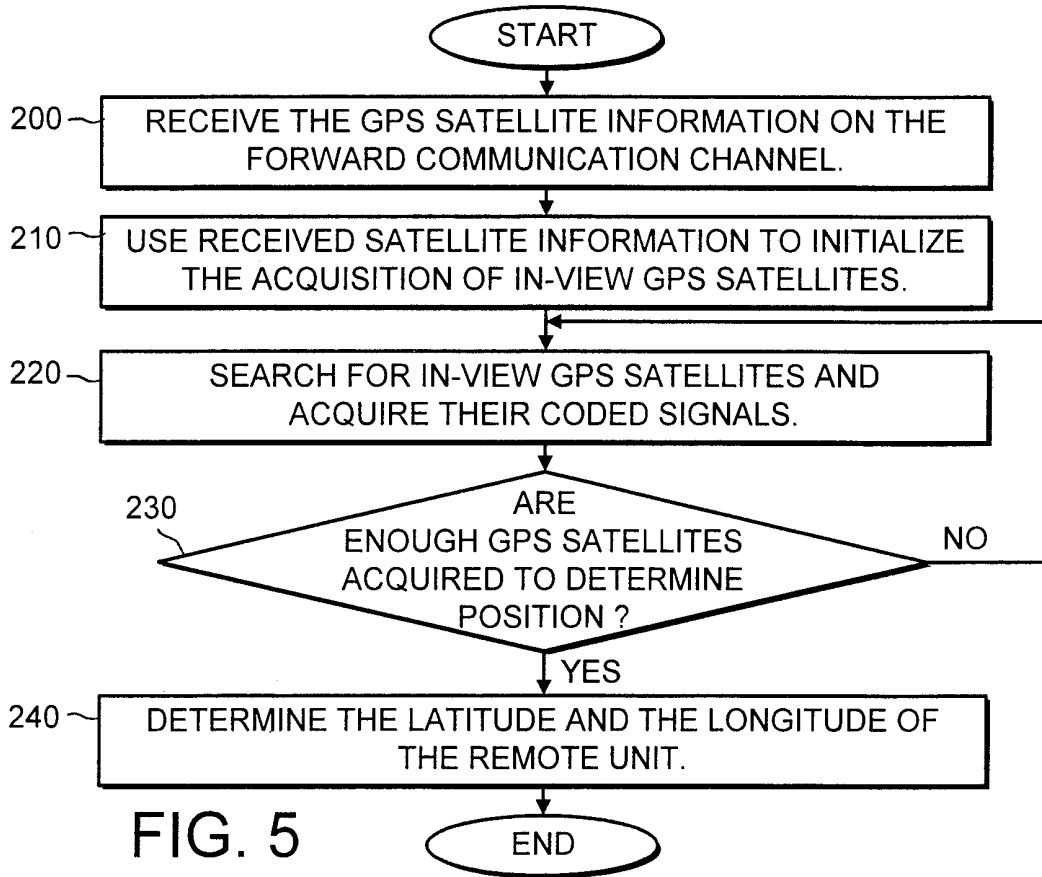 START
200
RECEIVE THE GPS SATELLITE INFORMATION ON THE
FORWARD COMMUNICATION CHANNEL.
210
USE RECEIVED SATELLITE INFORMATION TO INITIALIZE
THE ACQUISITION OF IN-VIEW GPS SATELLITES.
220
SEARCH FOR IN-VIEW GPS SATELLITES AND
ACQUIRE THEIR CODED SIGNALS.
230
ARE
ENOUGH GPS SATELLITES
ACQUIRED TO DETERMINE
POSITION ?
NO
YES
240
DETERMINE THE LATITUDE AND THE LONGITUDE OF
THE REMOTE UNIT.
FIG. 5
END